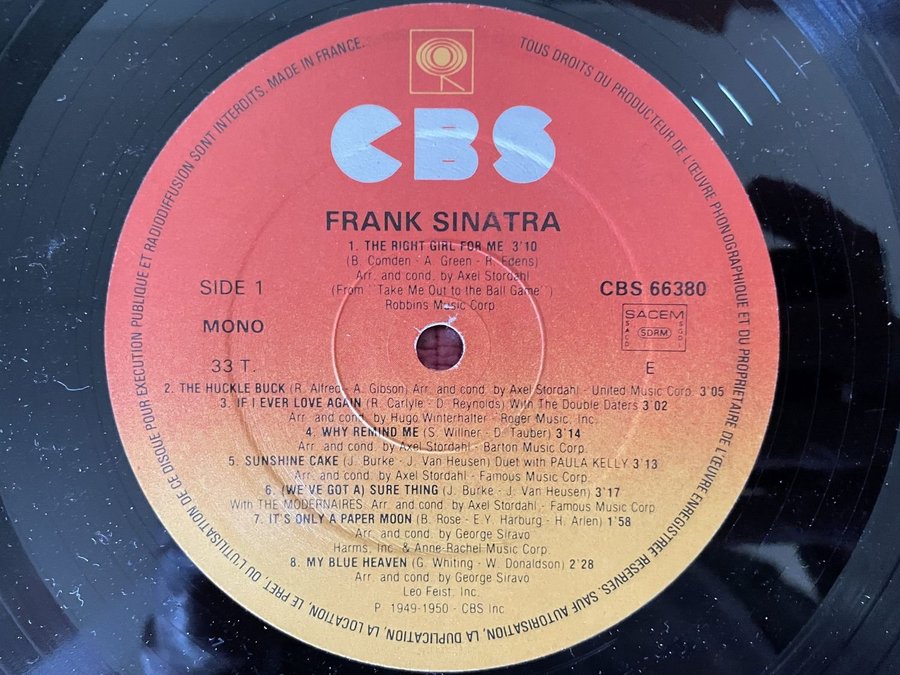 TOUS DROITS DU PRODUCTEUR DE L'ŒUVRE PHONOGRAPHIQUE ET DU PROPRIETAIRE DE L'ŒUVRE ENREGISTREE RESERVES. SAUF AUTORISATION, LA DUPLICATION, LA LOCATION, LE PRET, OU L'UTILISATION DE CE DISQUE POUR EXECUTION PUBLIQUE ET RADIODIFFUSION SONT INTERDITS. MADE IN FRANCE.
CBS
FRANK SINATRA
1. THE RIGHT GIRL FOR ME 3'10
(B. Comden - A. Green - R. Edens)
Arr. and cond. by Axel Stordahl
(From ``Take Me Out to the Ball Game´´)
Robbins Music Corp.
SIDE 1
MONO
33 T.
CBS 66380
SACEM
SACD
SDRM
SGDL
E
2. THE HUCKLE BUCK (R. Alfred - A. Gibson) Arr. and cond. by Axel Stordahl - United Music Corp. 3'05
3. IF I EVER LOVE AGAIN (R. Carlyle - D. Reynolds) With The Double Daters 3'02
Arr. and cond. by Hugo Winterhalter - Roger Music, Inc.
4. WHY REMIND ME (S. Willner - D. Tauber) 3'14
Arr. and cond. by Axel Stordahl - Barton Music Corp.
5. SUNSHINE CAKE (J. Burke - J. Van Heusen) Duet with PAULA KELLY 3'13
Arr. and cond. by Axel Stordahl - Famous Music Corp.
6. (WE'VE GOT A) SURE THING (J. Burke - J. Van Heusen) 3'17
With THE MODERNAIRES. Arr. and cond. by Axel Stordahl - Famous Music Corp
7. IT'S ONLY A PAPER MOON (B. Rose - E.Y. Harburg - H. Arlen) 1'58
Arr. and cond. by George Siravo
Harms, Inc. & Anne-Rachel Music Corp.
8. MY BLUE HEAVEN (G. Whiting - W. Donaldson) 2'28
Arr. and cond. by George Siravo
Leo Feist, Inc.
P. 1949-1950 - CBS Inc